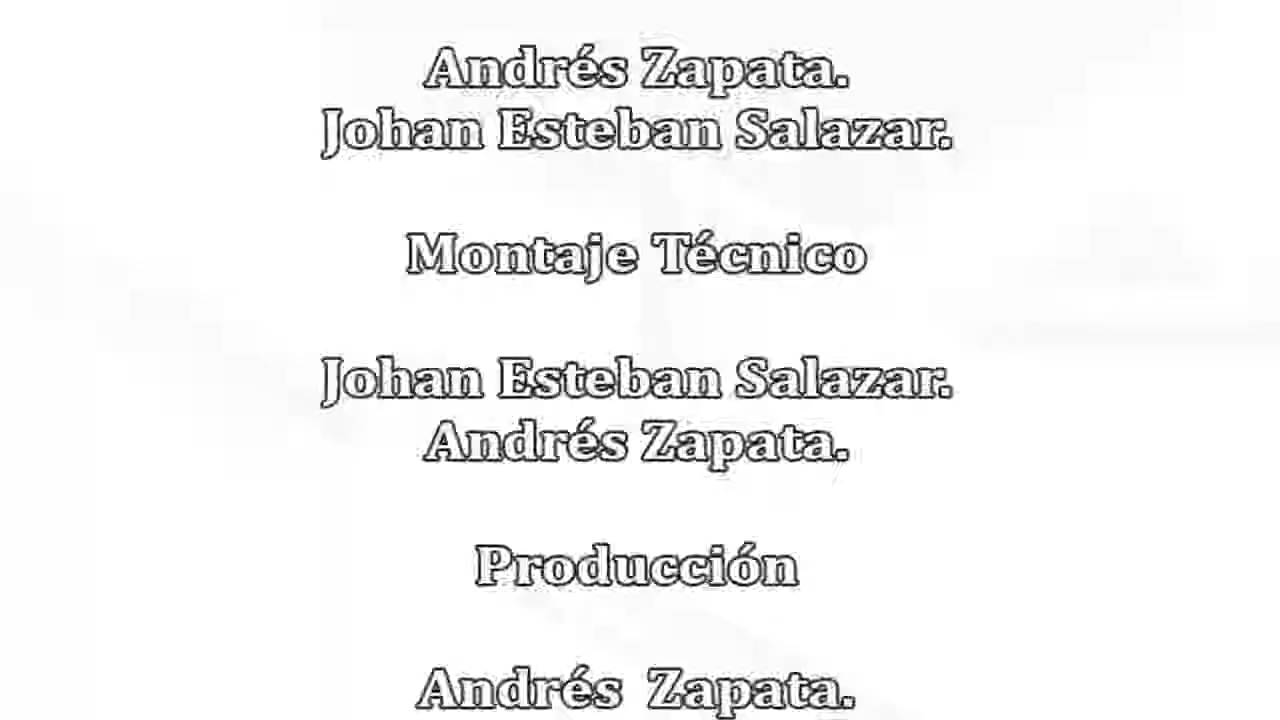 Andrés Zapata.
Johan Esteban Salazar.
Montaje Técnico
Johan Esteban Salazar.
Andrés Zapata.
Producción
Andrés Zapata.